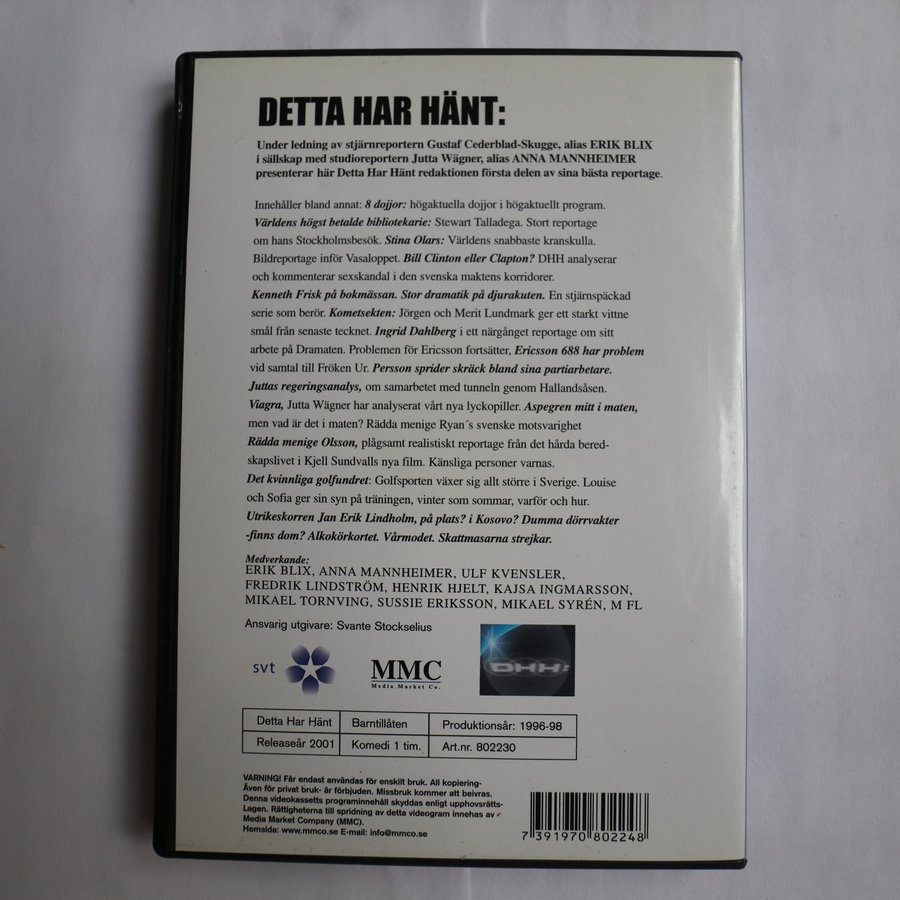 DETTA HAR HÄNT:
Under ledning av stjärnreportern Gustaf Cederblad-Skugge, alias ERIK BLIX
i sällskap med studioreportern Jutta Wägner, alias ANNA MANNHEIMER
presenterar här Detta Har Hänt redaktionen första delen av sina bästa reportage.
Innehåller bland annat: 8 dojjor: högaktuella dojjor i högaktuellt program.
Världens högst betalde bibliotekarie: Stewart Talladega. Stort reportage
om hans Stockholmsbesök. Stina Olars: Världens snabbaste kranskulla.
Bildreportage inför Vasaloppet. Bill Clinton eller Clapton? DHH analyserar
och kommenterar sexskandal i den svenska maktens korridorer.
Kenneth Frisk på bokmässan. Stor dramatik på djurakuten. En stjärnspäckad
serie som berör. Kometsekten: Jörgen och Merit Lundmark ger ett starkt vittne
smål från senaste tecknet. Ingrid Dahlberg i ett närgånget reportage om sitt
arbete på Dramaten. Problemen för Ericsson fortsätter, Ericsson 688 har problem
vid samtal till Fröken Ur. Persson sprider skräck bland sina partiarbetare.
Juttas regeringsanalys, om samarbetet med tunneln genom Hallandsåsen.
Viagra, Jutta Wägner har analyserat vårt nya lyckopiller. Aspegren mitt i maten,
men vad är det i maten? Rädda menige Ryan´s svenske motsvarighet
Rädda menige Olsson, plågsamt realistiskt reportage från det hårda bered-
skapslivet i Kjell Sundvalls nya film. Känsliga personer varnas.
Det kvinnliga golfundret: Golfsporten växer sig allt större i Sverige. Louise
och Sofia ger sin syn på träningen, vinter som sommar, varför och hur.
Utrikeskorren Jan Erik Lindholm, på plats? i Kosovo? Dumma dörrvakter
-finns dom? Alkokörkortet. Vårmodet. Skattmasarna strejkar.
Medverkande:
ERIK BLIX, ANNA MANNHEIMER, ULF KVENSLER,
FREDRIK LINDSTRÖM, HENRIK HJELT, KAJSA INGMARSSON,
MIKAEL TORNVING, SUSSIE ERIKSSON, MIKAEL SYRÉN, M FL
Ansvarig utgivare: Svante Stockselius
svt
MMC
Media Market Co.
DHH:
Detta Har Hänt Barntillåten Produktionsår: 1996-98
Releaseår 2001 Komedi 1 tim. Art.nr. 802230
VARNING! Får endast användas för enskilt bruk. All kopiering-
Även för privat bruk- är förbjuden. Missbruk kommer att beivras.
Denna videokassetts programinnehåll skyddas enligt upphovsrätts-
Lagen. Rättigheterna till spridning av detta videogram innehas av
Media Market Company (MMC).
Hemsida: www.mmco.se E-mail: info@mmco.se
7 391970 802248